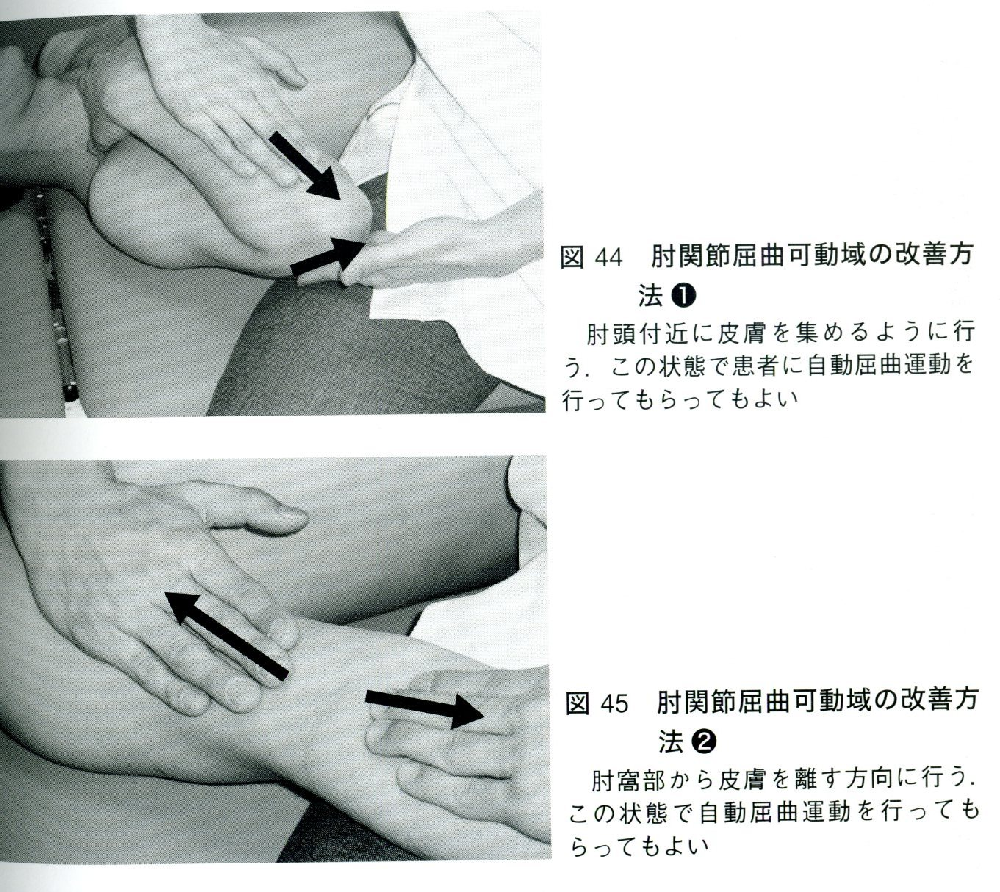 図 44　肘関節屈曲可動域の改善方
法❶
肘頭付近に皮膚を集めるように行
う．この状態で患者に自動屈曲運動を
行ってもらってもよい
図 45　肘関節屈曲可動域の改善方
法❷
肘窩部から皮膚を離す方向に行う．
この状態で自動屈曲運動を行っても
らってもよい